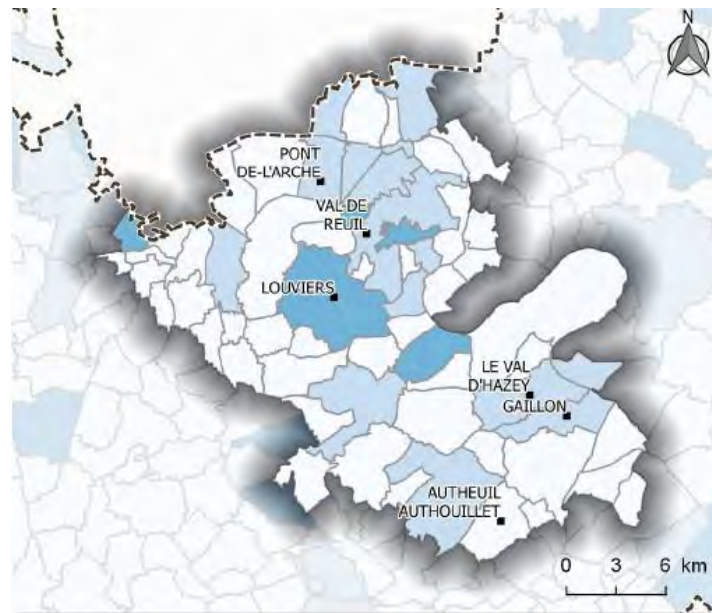 N
PONT
DE-L'ARCHE
VAL-DE
REUIL
LOUVIERS
LE VAL
D'HAZEY
GAILLON
AUTHEUIL
AUTHOUILLET
0 3 6 km